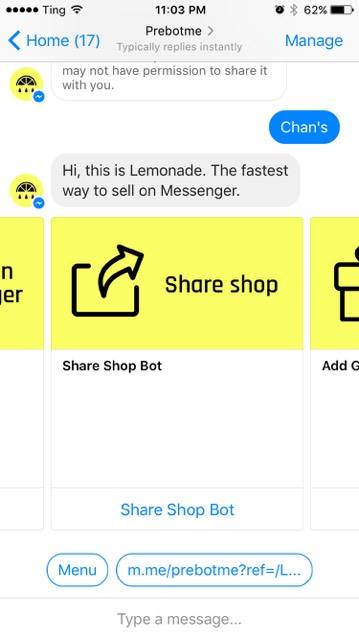 Ting
11:03 PM
62%
Home (17)
Prebotme >
Typically replies instantly
Manage
may not have permission to share it
with you.
Chan's
Hi, this is Lemonade. The fastest
way to sell on Messenger.
n
ger
Share shop
Share Shop Bot
Add G
Share Shop Bot
Menu
m.me/prebotme?ref=/L...
Type a message...